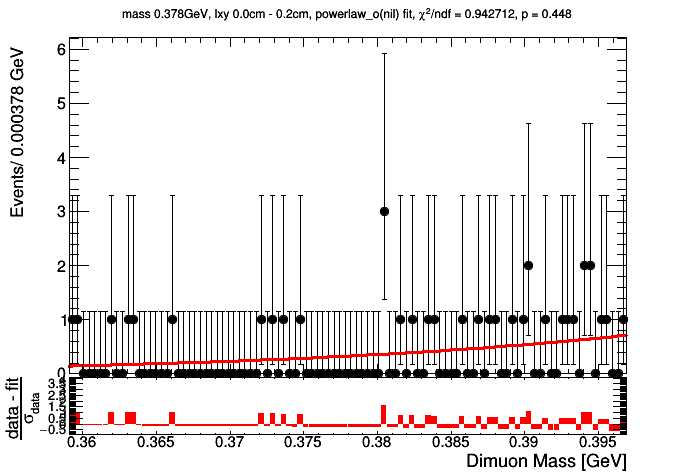 mass 0.378GeV, lxy 0.0cm - 0.2cm, powerlaw_o(nil) fit, χ²/ndf = 0.942712, p = 0.448
Events/ 0.000378 GeV
6
5
4
3
2
1
0
data - fit
σdata
0.36 0.365 0.37 0.375 0.38 0.385 0.39 0.395
Dimuon Mass [GeV]